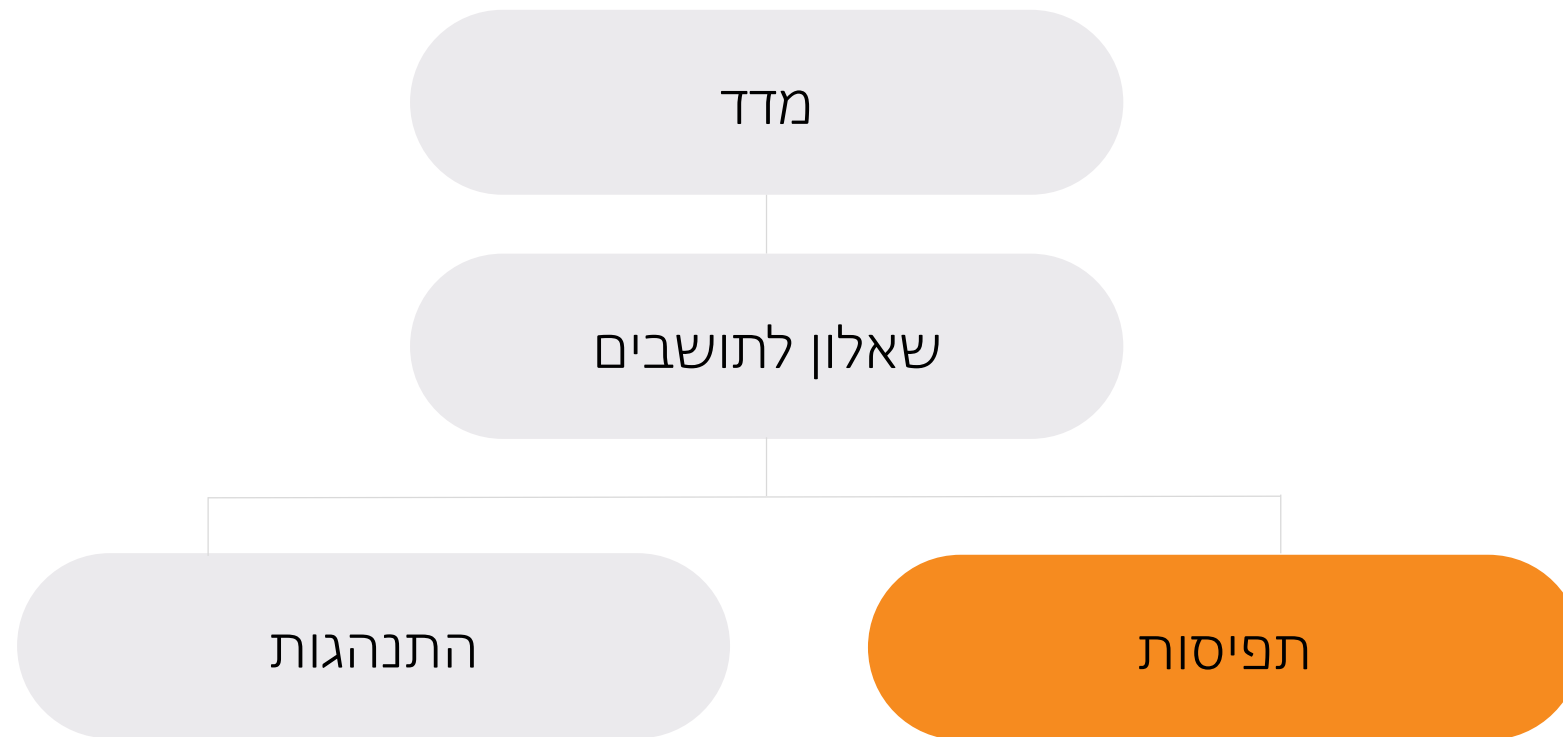 מדד
שאלון לתושבים
תפיסות
התנהגות